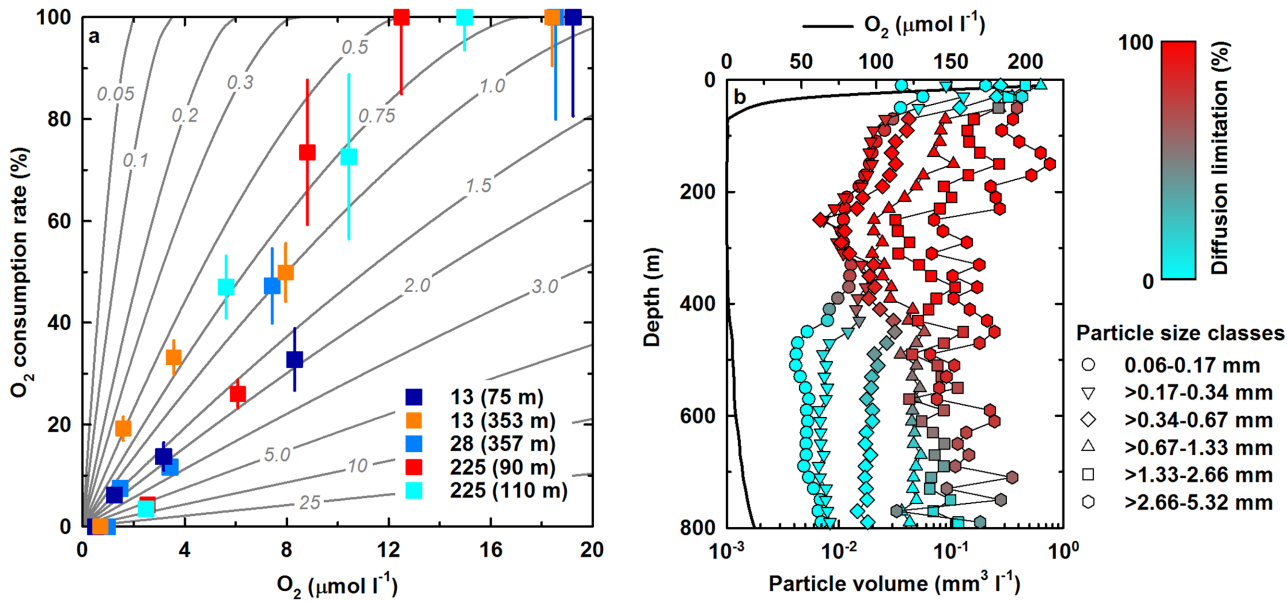 a
O2 consumption rate (%)
100
80
60
40
20
0
0.05
0.1
0.2
0.3
0.5
0.75
1.0
1.5
2.0
3.0
5.0
10
25
13 (75 m)
13 (353 m)
28 (357 m)
225 (90 m)
225 (110 m)
0 4 8 12 16 20
O2 (μmol l-1)
O2 (μmol l-1)
0 50 100 150 200
b
Depth (m)
0
200
400
600
800
10-3 10-2 10-1 100
Particle volume (mm3 l-1)
100
0
Diffusion limitation (%)
Particle size classes
0.06-0.17 mm
>0.17-0.34 mm
>0.34-0.67 mm
>0.67-1.33 mm
>1.33-2.66 mm
>2.66-5.32 mm